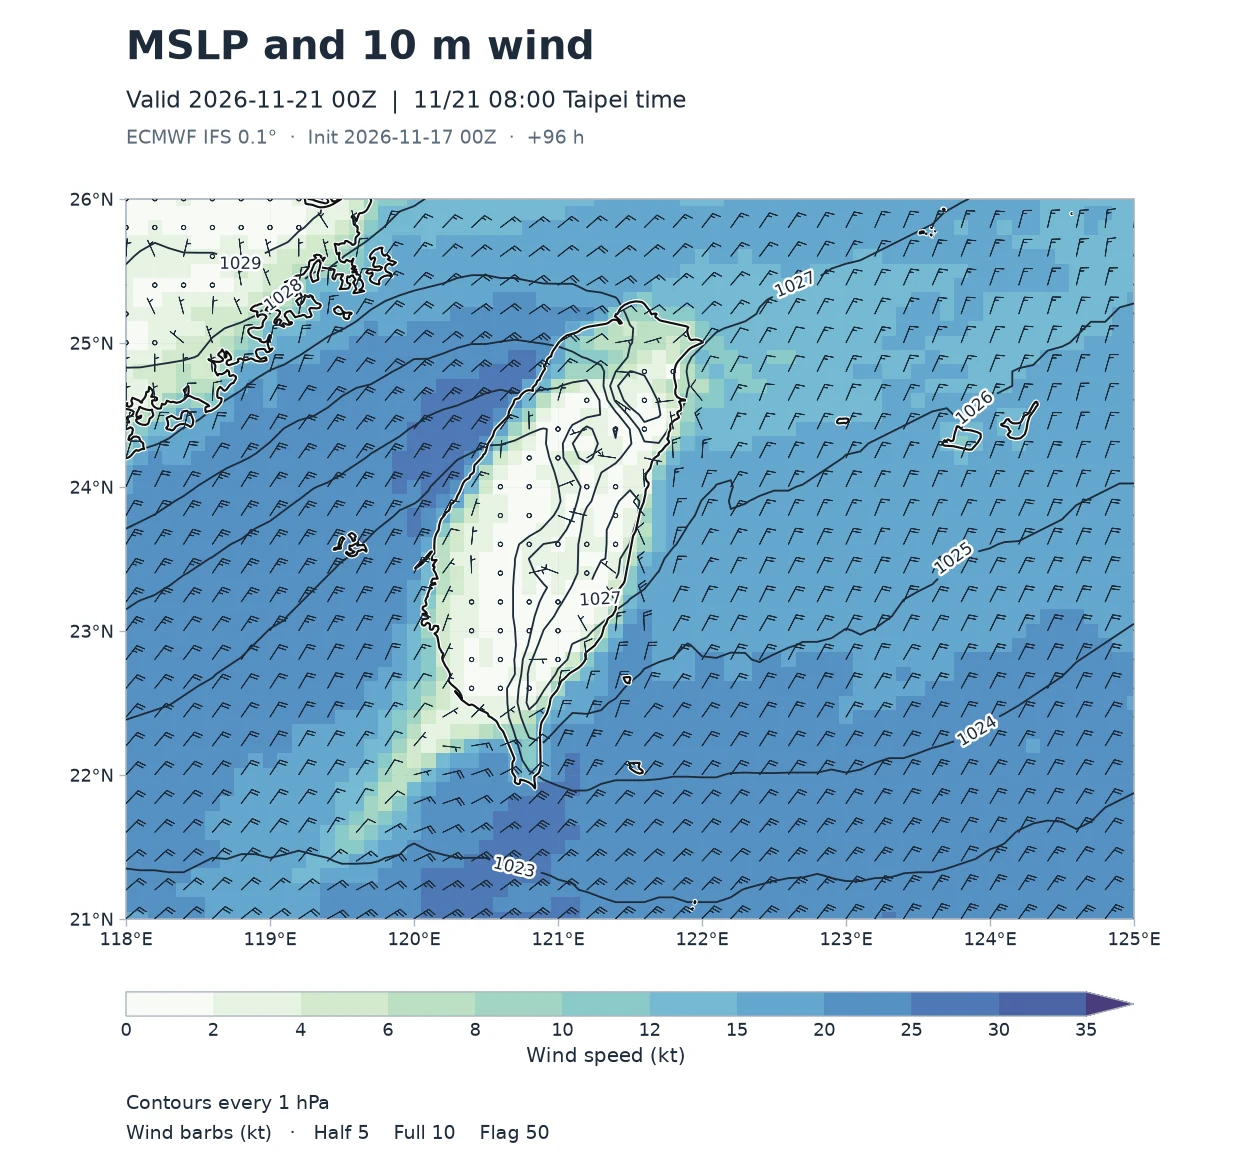 MSLP and 10 m wind
Valid 2026-11-21 00Z | 11/21 08:00 Taipei time
ECMWF IFS 0.1° · Init 2026-11-17 00Z · +96 h
26°N
25°N
24°N
23°N
22°N
21°N
1029
1028
1027
1026
1025
1027
1024
1023
118°E 119°E 120°E 121°E 122°E 123°E 124°E 125°E
0 2 4 6 8 10 12 15 20 25 30 35
Wind speed (kt)
Contours every 1 hPa
Wind barbs (kt) · Half 5 Full 10 Flag 50